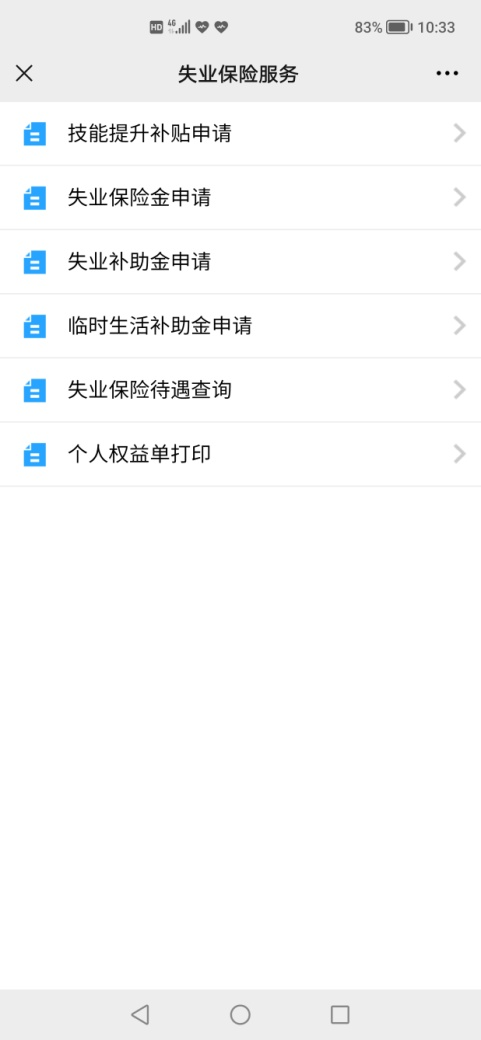 HD 4G 83% 10:33
失业保险服务
技能提升补贴申请
失业保险金申请
失业补助金申请
临时生活补助金申请
失业保险待遇查询
个人权益单打印